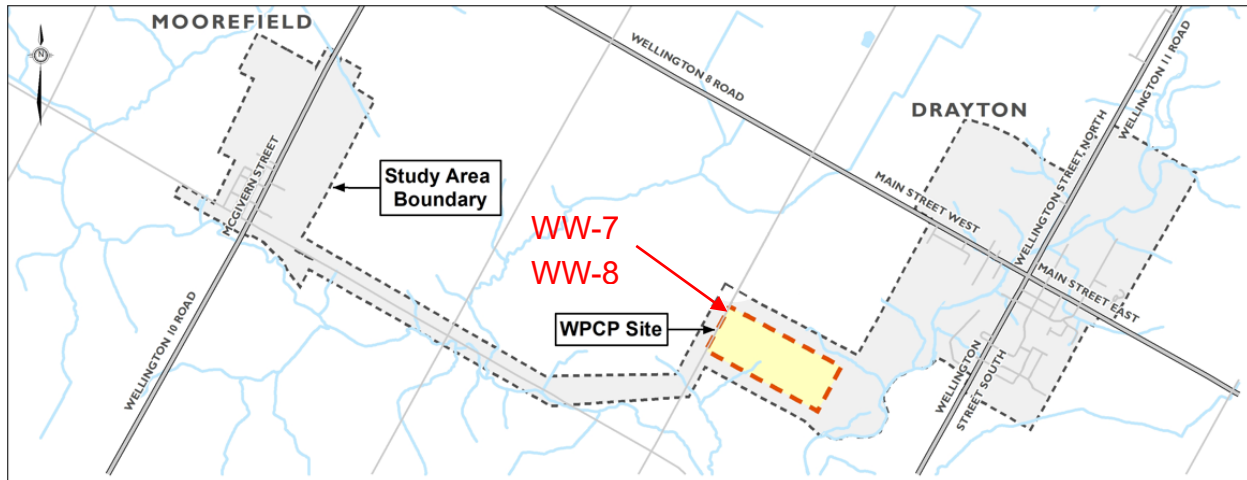 MOOREFIELD
N
WELLINGTON 8 ROAD
WELLINGTON 11 ROAD
DRAYTON
MCGIVERN STREET
Study Area
Boundary
WELLINGTON STREET, NORTH
MAIN STREET WEST
WW-7
WW-8
MAIN STREET EAST
WPCP Site
WELLINGTON 10 ROAD
WELLINGTON
STREET SOUTH